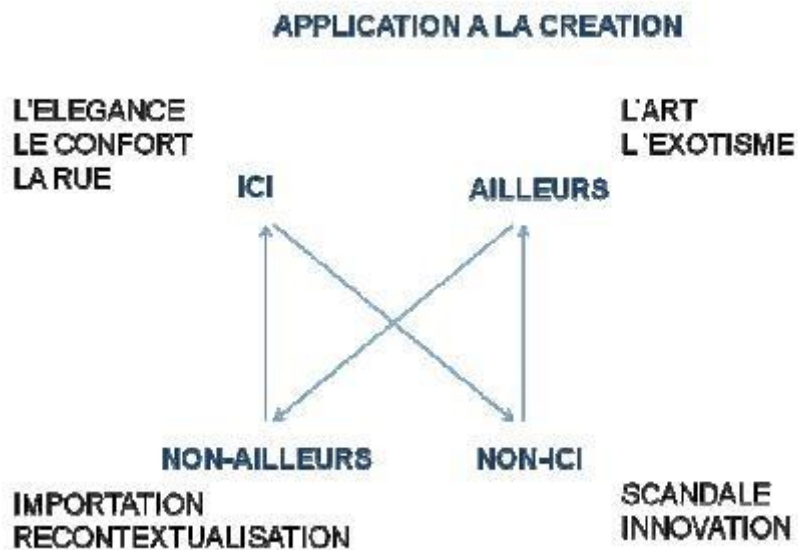 APPLICATION A LA CREATION
L'ELEGANCE
LE CONFORT
LA RUE
L'ART
L'EXOTISME
ICI
AILLEURS
NON-AILLEURS
NON-ICI
IMPORTATION
RECONTEXTUALISATION
SCANDALE
INNOVATION